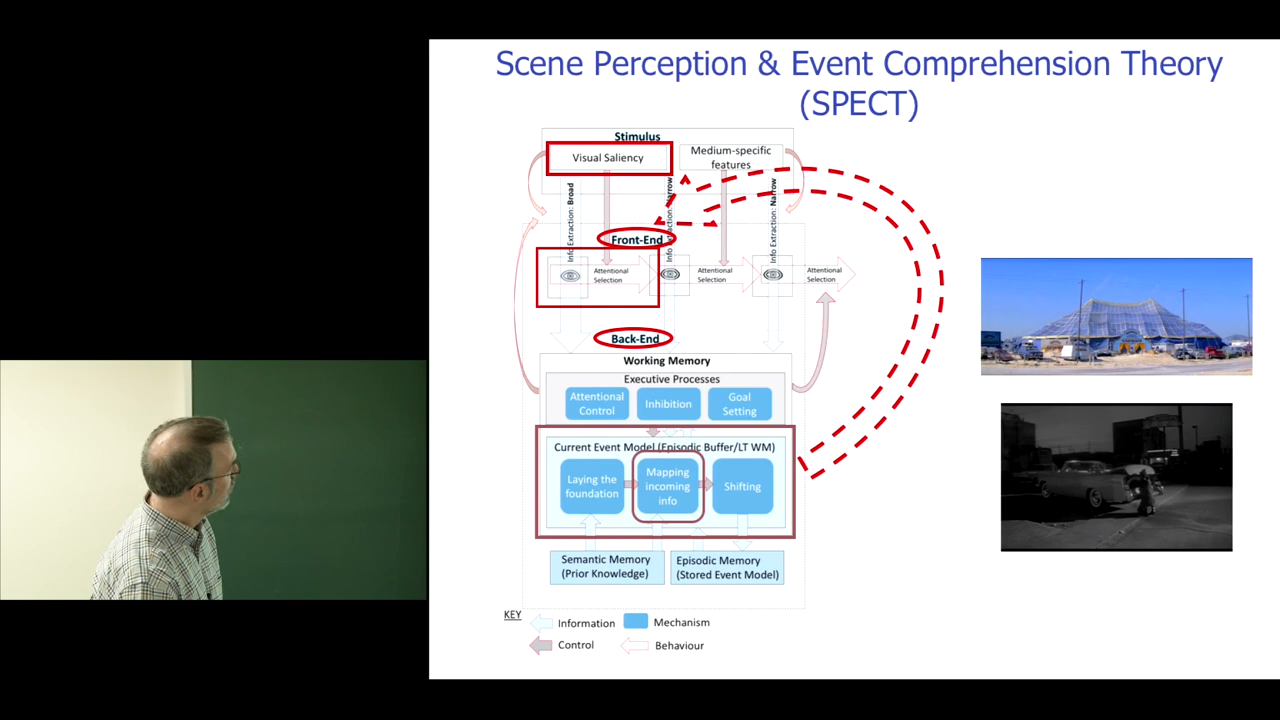 Scene Perception & Event Comprehension Theory
(SPECT)
Stimulus
Visual Saliency
Medium-specific
features
Info Extraction: Broad
Info Extraction: Narrow
Info Extraction: Narrow
Front-End
Attentional
Selection
Attentional
Selection
Attentional
Selection
Back-End
Working Memory
Executive Processes
Attentional
Control
Inhibition
Goal
Setting
Current Event Model (Episodic Buffer/LT WM)
Laying the
foundation
Mapping
incoming
info
Shifting
Semantic Memory
(Prior Knowledge)
Episodic Memory
(Stored Event Model)
KEY
Information
Mechanism
Control
Behaviour